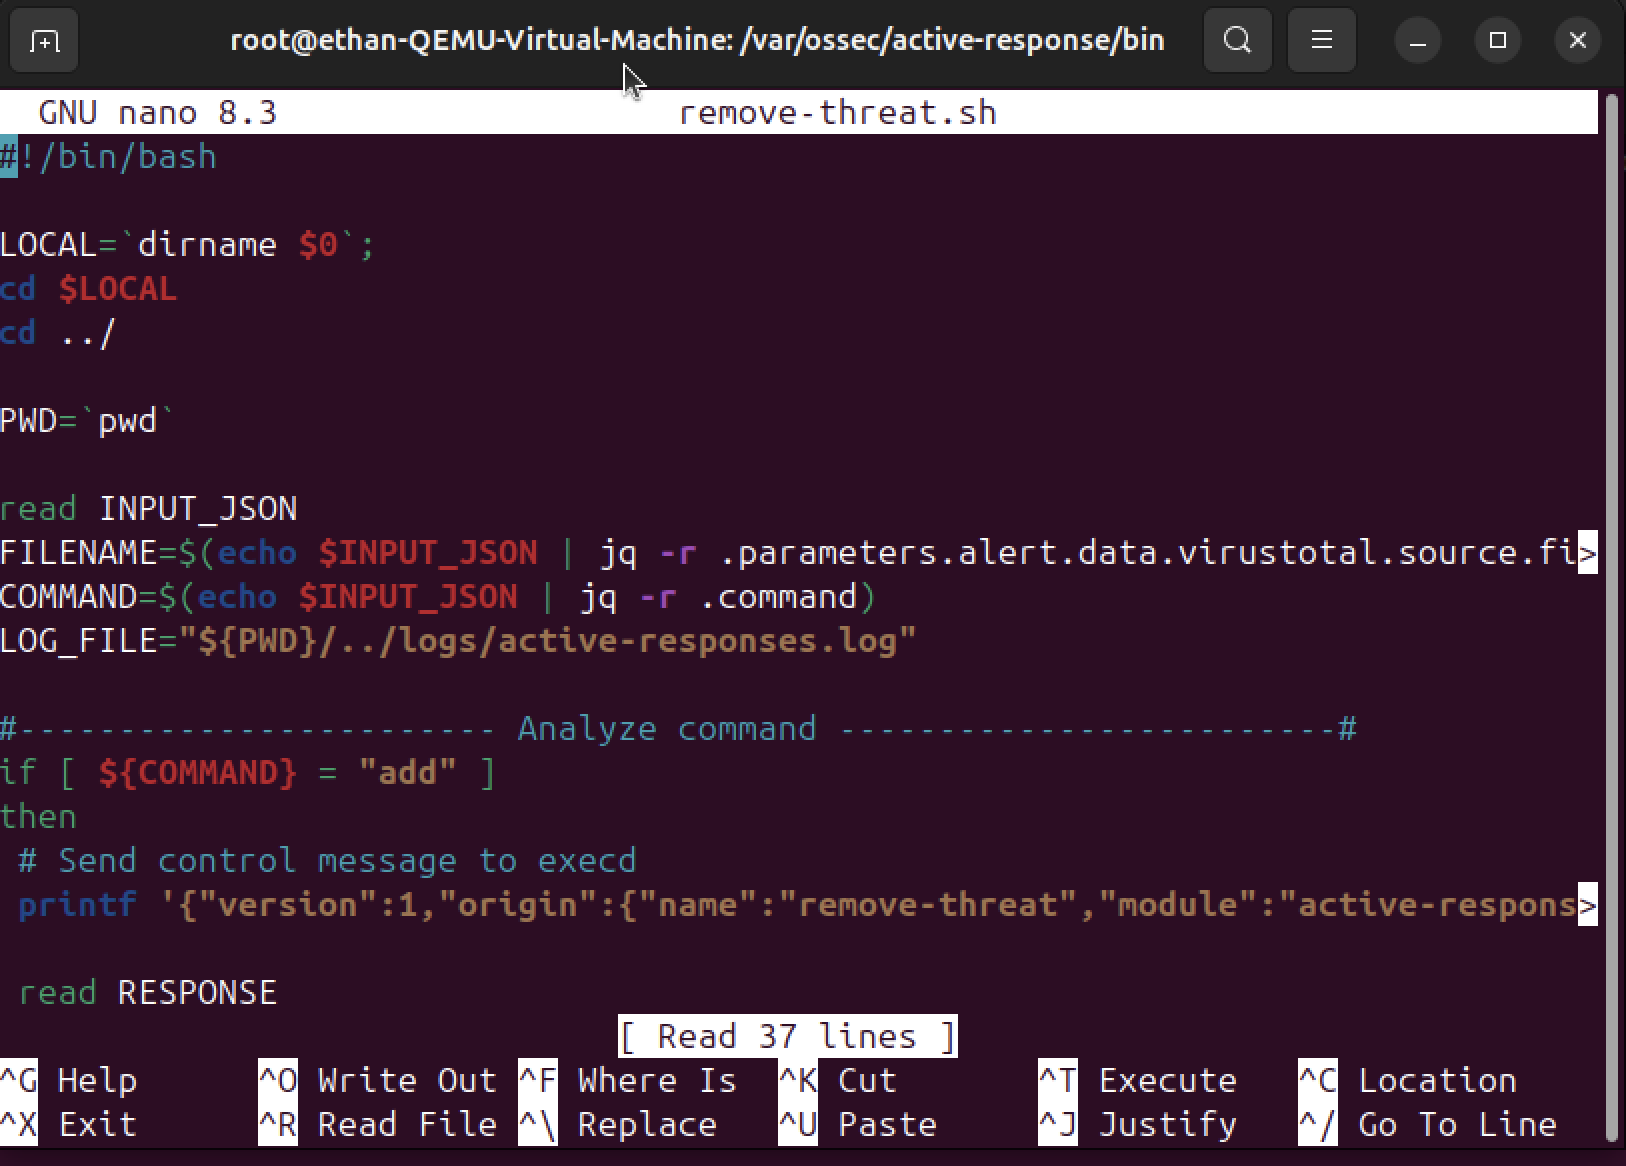 root@ethan-QEMU-Virtual-Machine: /var/ossec/active-response/bin
GNU nano 8.3 remove-threat.sh
#!/bin/bash
LOCAL=`dirname $0`;
cd $LOCAL
cd ../
PWD=`pwd`
read INPUT_JSON
FILENAME=$(echo $INPUT_JSON | jq -r .parameters.alert.data.virustotal.source.fi>
COMMAND=$(echo $INPUT_JSON | jq -r .command)
LOG_FILE="${PWD}/../logs/active-responses.log"
#------------------------ Analyze command -------------------------#
if [ ${COMMAND} = "add" ]
then
# Send control message to execd
printf '{"version":1,"origin":{"name":"remove-threat","module":"active-respons>
read RESPONSE
[ Read 37 lines ]
^G Help ^O Write Out ^F Where Is ^K Cut ^T Execute ^C Location
^X Exit ^R Read File ^\ Replace ^U Paste ^J Justify ^/ Go To Line